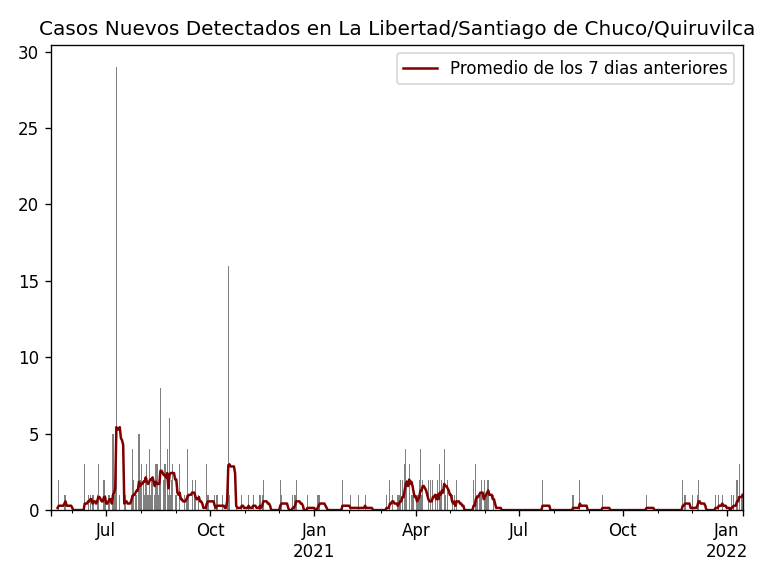 Casos Nuevos Detectados en La Libertad/Santiago de Chuco/Quiruvilca
Promedio de los 7 dias anteriores
30
25
20
15
10
5
0
Jul Oct Jan Apr Jul Oct Jan
2021 2022